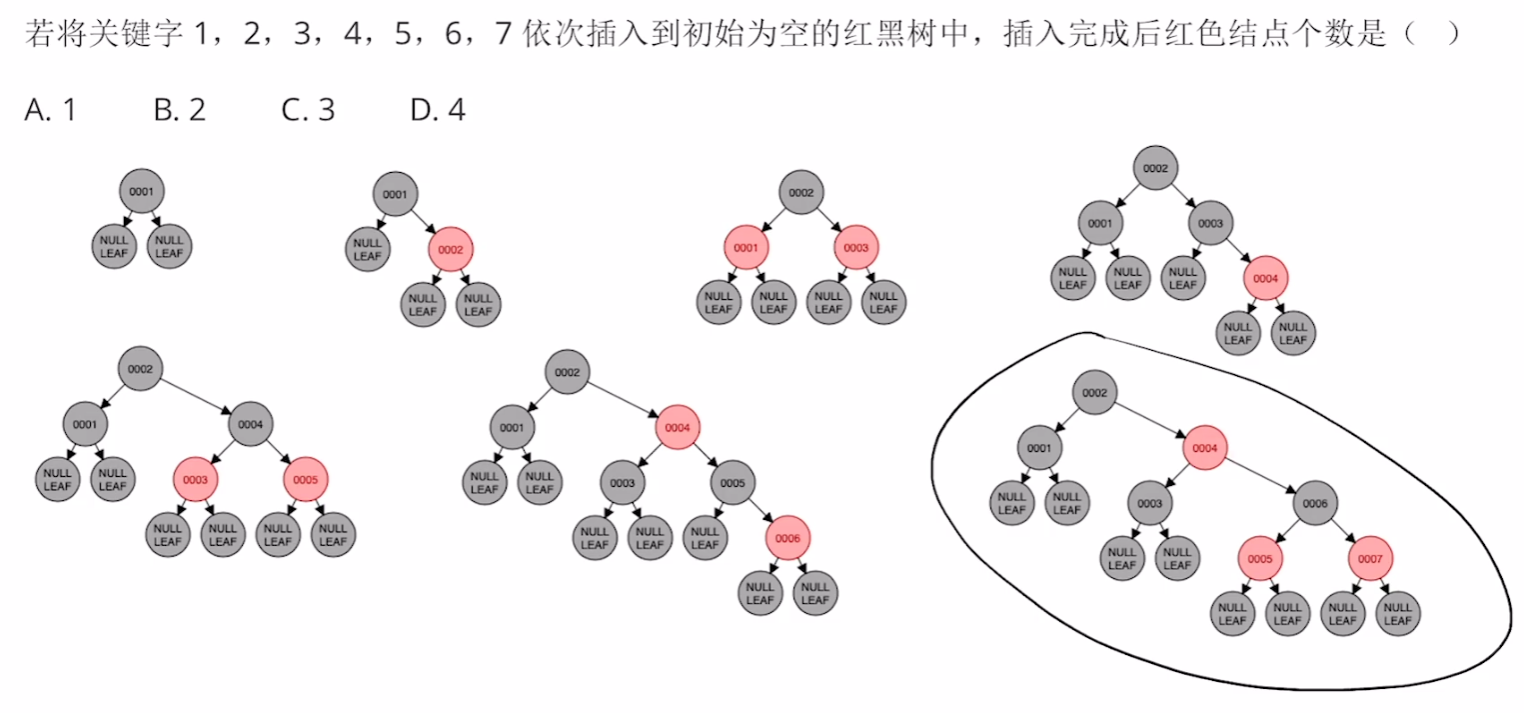 若将关键字 1，2，3，4，5，6，7 依次插入到初始为空的红黑树中，插入完成后红色结点个数是（ ）
A. 1 B. 2 C. 3 D. 4
0001
NULL LEAF NULL LEAF
0001
NULL LEAF 0002
NULL LEAF NULL LEAF
0002
0001 0003
NULL LEAF NULL LEAF NULL LEAF NULL LEAF
0002
0001 0003
NULL LEAF NULL LEAF NULL LEAF 0004
NULL LEAF NULL LEAF
0002
0001 0004
NULL LEAF NULL LEAF 0003 0005
NULL LEAF NULL LEAF NULL LEAF NULL LEAF
0002
0001 0004
NULL LEAF NULL LEAF 0003 0005
NULL LEAF NULL LEAF NULL LEAF 0006
NULL LEAF NULL LEAF
0002
0001 0004
NULL LEAF NULL LEAF 0003 0006
NULL LEAF NULL LEAF 0005 0007
NULL LEAF NULL LEAF NULL LEAF NULL LEAF